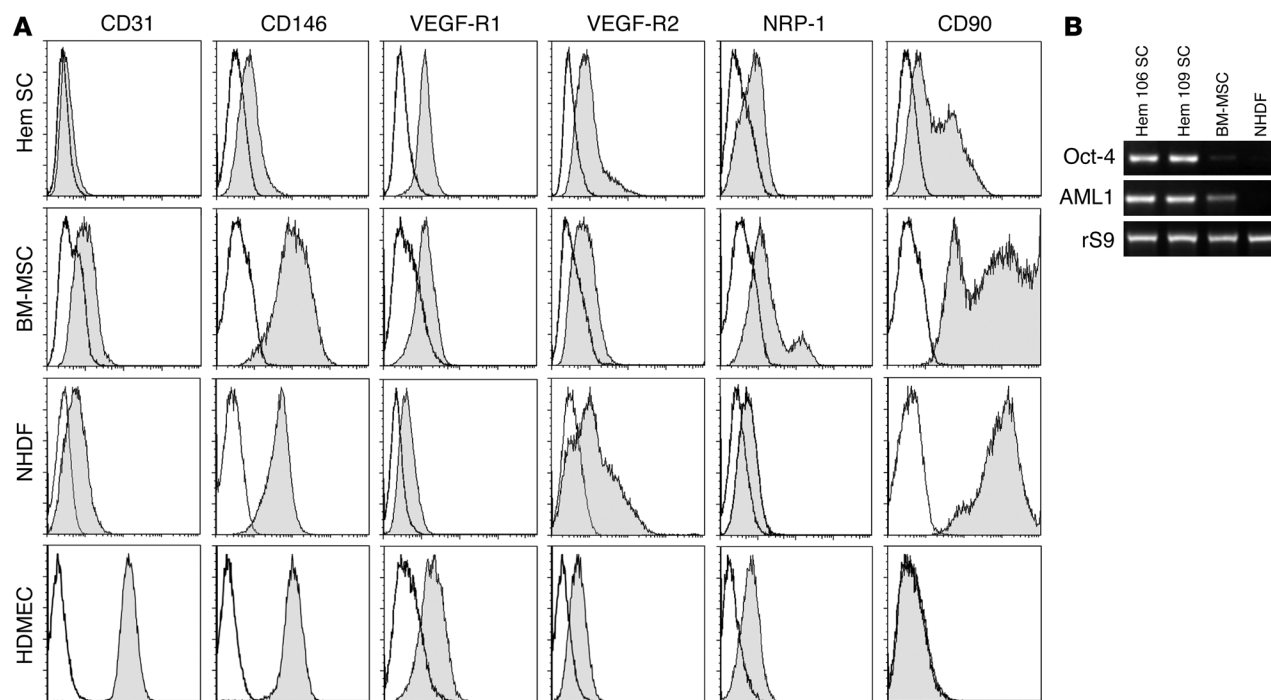 A
CD31 CD146 VEGF-R1 VEGF-R2 NRP-1 CD90
Hem SC
BM-MSC
NHDF
HDMEC
B
Hem 106 SC
Hem 109 SC
BM-MSC
NHDF
Oct-4
AML1
rS9